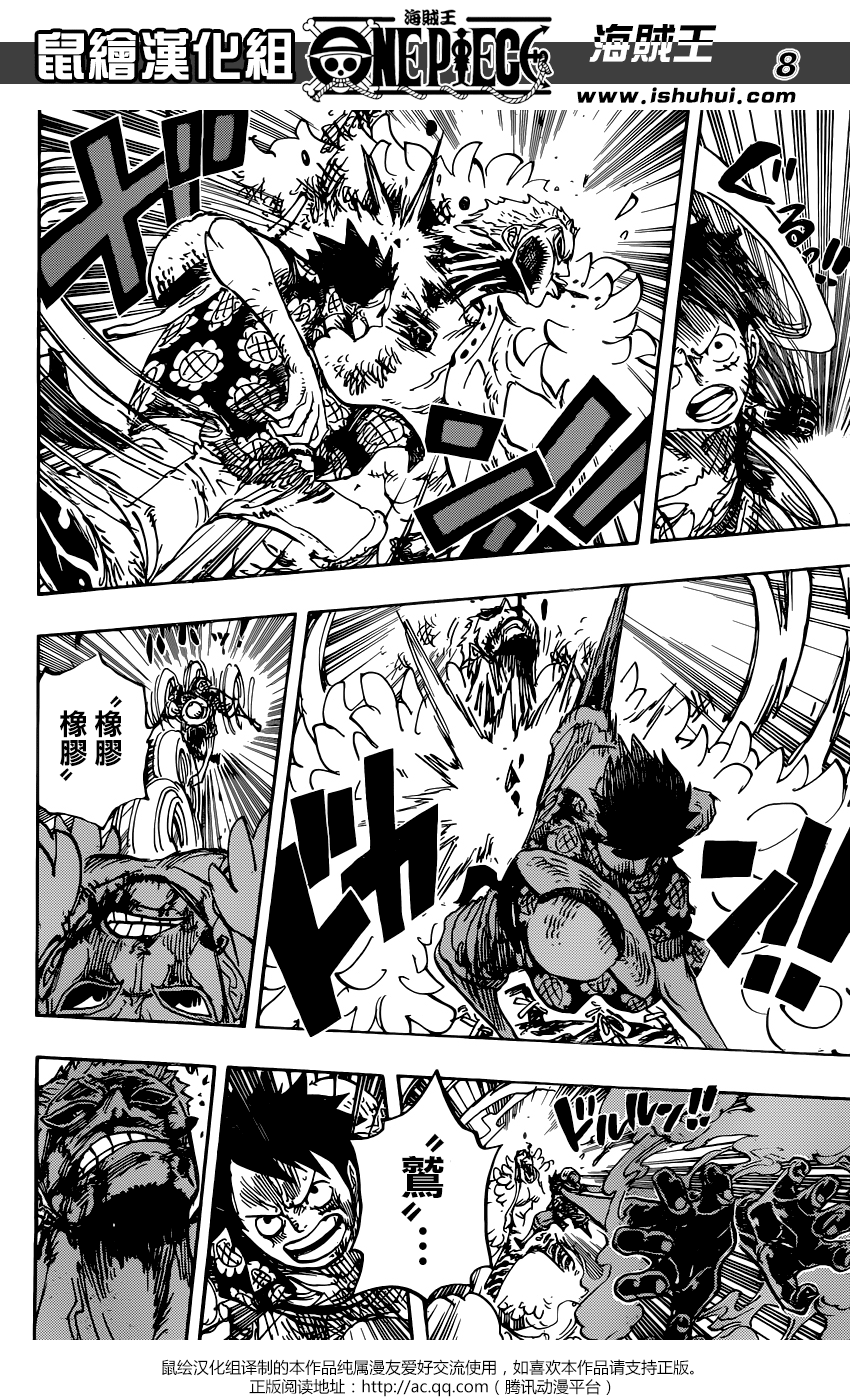 鼠繪漢化組
海賊王
ONE PIECE
海賊王
8
www.ishuhui.com
ぐるっ!!
ズン
〝橡膠
橡膠〞
ドカン!!
〝鷲〞…
ドルルルン!!
鼠绘汉化组译制的本作品纯属漫友爱好交流使用，如喜欢本作品请支持正版。
正版阅读地址：http://ac.qq.com（腾讯动漫平台）